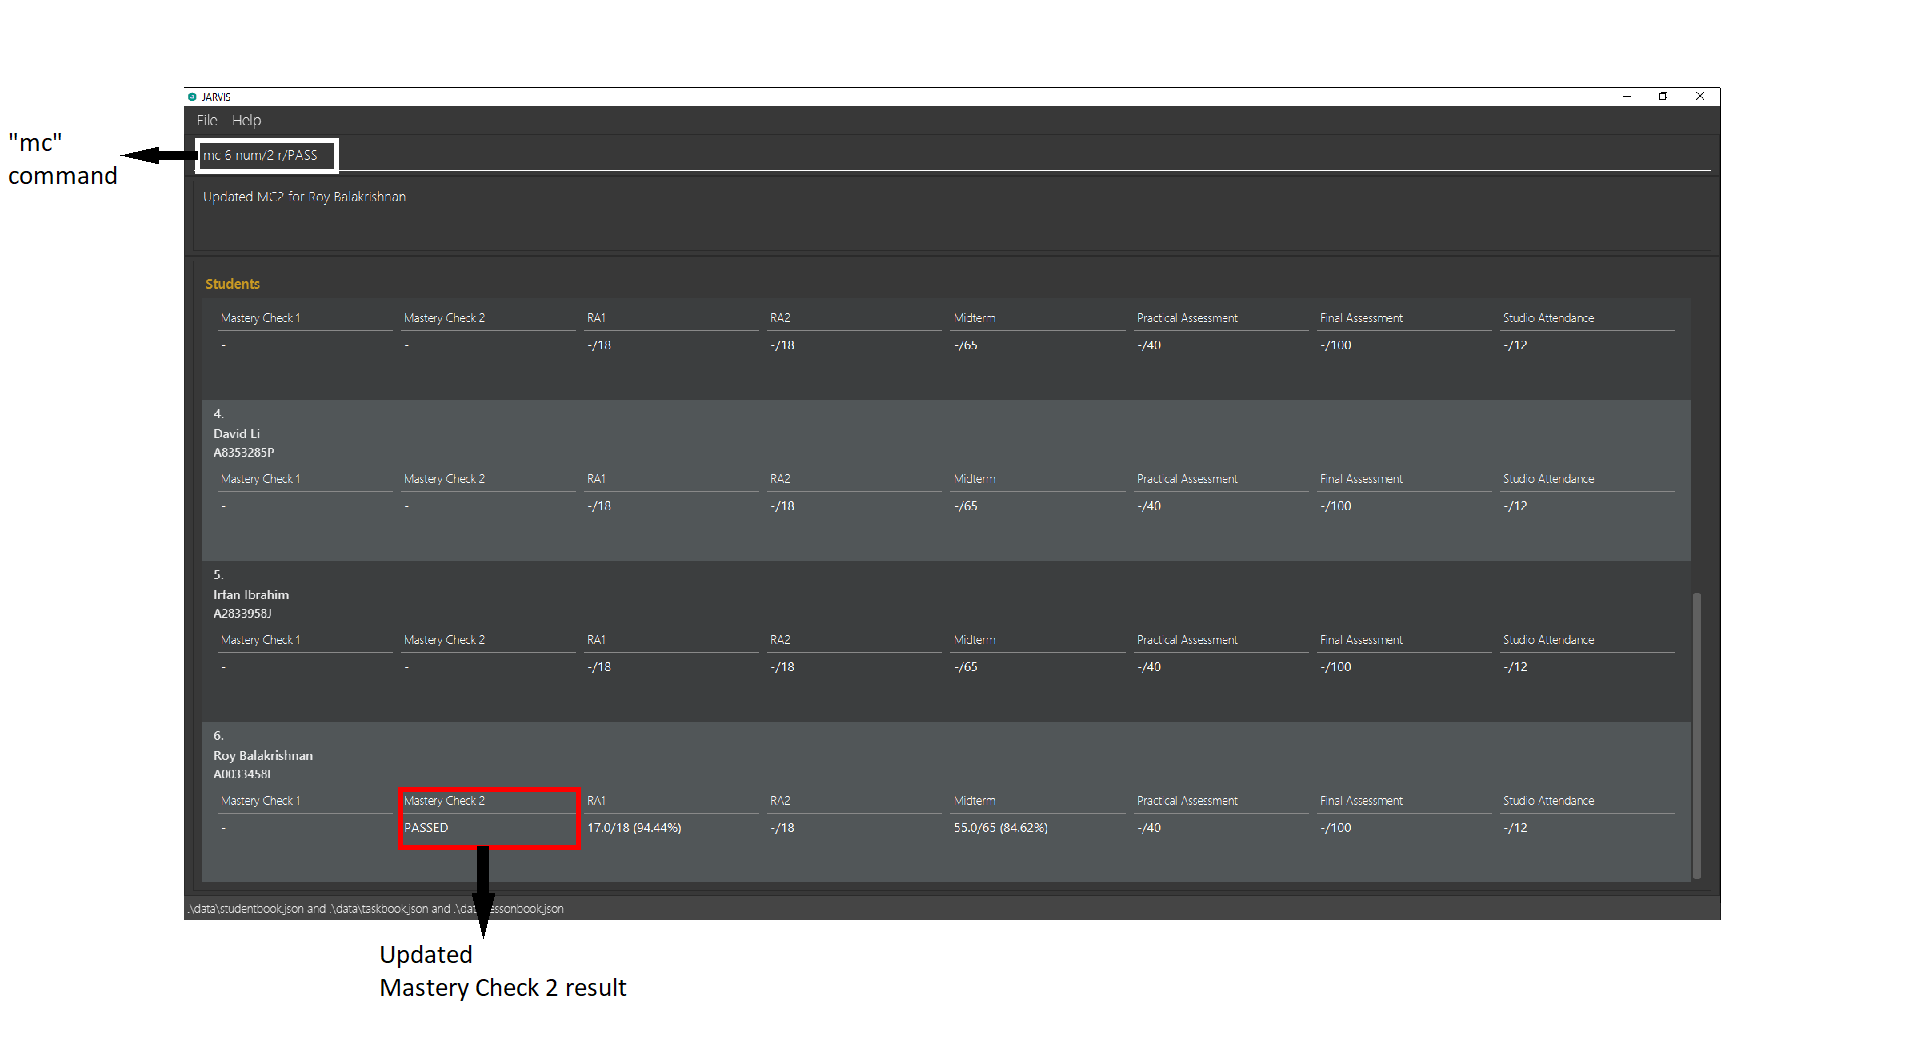 JARVIS
File Help
"mc"
command
mc 6 num/2 r/PASS
Updated MC2 for Roy Balakrishnan
Students
Mastery Check 1 Mastery Check 2 RA1 RA2 Midterm Practical Assessment Final Assessment Studio Attendance
- - -/18 -/18 -/65 -/40 -/100 -/12
4.
David Li
A8353285P
Mastery Check 1 Mastery Check 2 RA1 RA2 Midterm Practical Assessment Final Assessment Studio Attendance
- - -/18 -/18 -/65 -/40 -/100 -/12
5.
Irfan Ibrahim
A2833958J
Mastery Check 1 Mastery Check 2 RA1 RA2 Midterm Practical Assessment Final Assessment Studio Attendance
- - -/18 -/18 -/65 -/40 -/100 -/12
6.
Roy Balakrishnan
Mastery Check 1 Mastery Check 2 RA1 RA2 Midterm Practical Assessment Final Assessment Studio Attendance
- PASSED 17.0/18 (94.44%) -/18 55.0/65 (84.62%) -/40 -/100 -/12
.\data\studentbook.json and .\data\taskbook.json and
Updated
Mastery Check 2 result